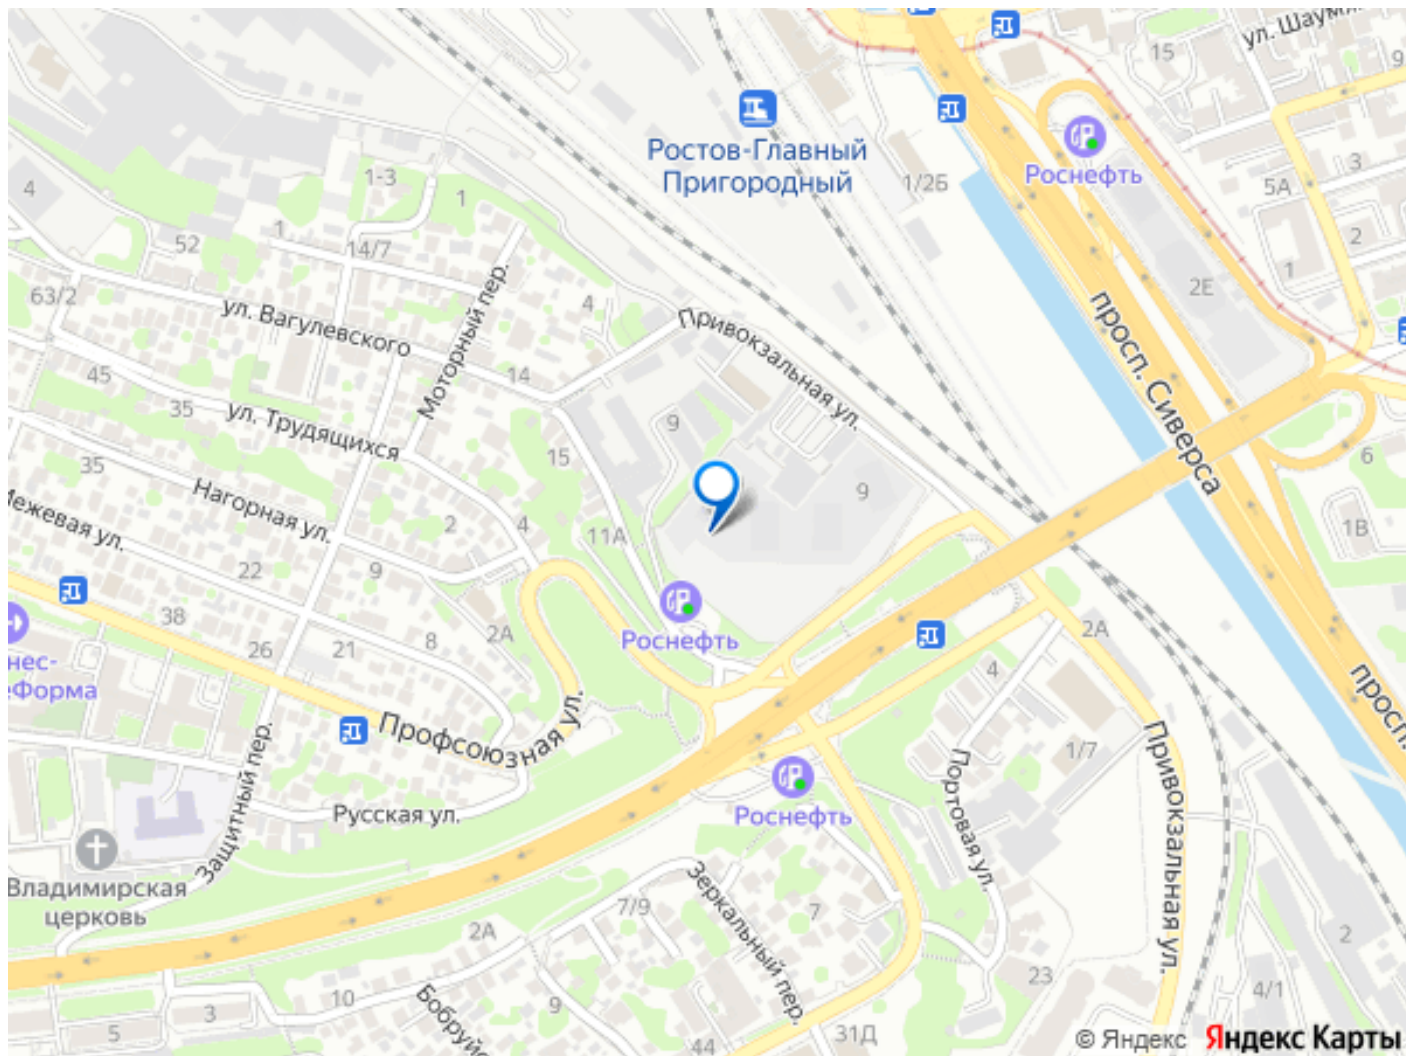 ул. Шаумя
15
9
Ростов-Главный
Пригородный
1/2Б
Роснефть
3
5А
4
1-3
1
2
52
1
14/7
1
2Е
63/2
ул. Вагулевского
Моторный пер.
4
Привокзальная ул.
просп. Сиверса
45
35
ул. Трудящихся
14
9
15
6
35
Нагорная ул.
9
1В
Межевая ул.
2
4
11А
22
9
38
2А
8
21
26
Роснефть
2А
4
нес-
еФорма
Профсоюзная ул.
просп.
1/7
Портовая ул.
Привокзальная ул.
Защитный пер.
Русская ул.
Роснефть
Владимирская
церковь
Зеркальный пер.
7/9
7
2А
2
23
10
9
3
5
Бобруйс
44
31Д
4/1
© Яндекс Яндекс Карты